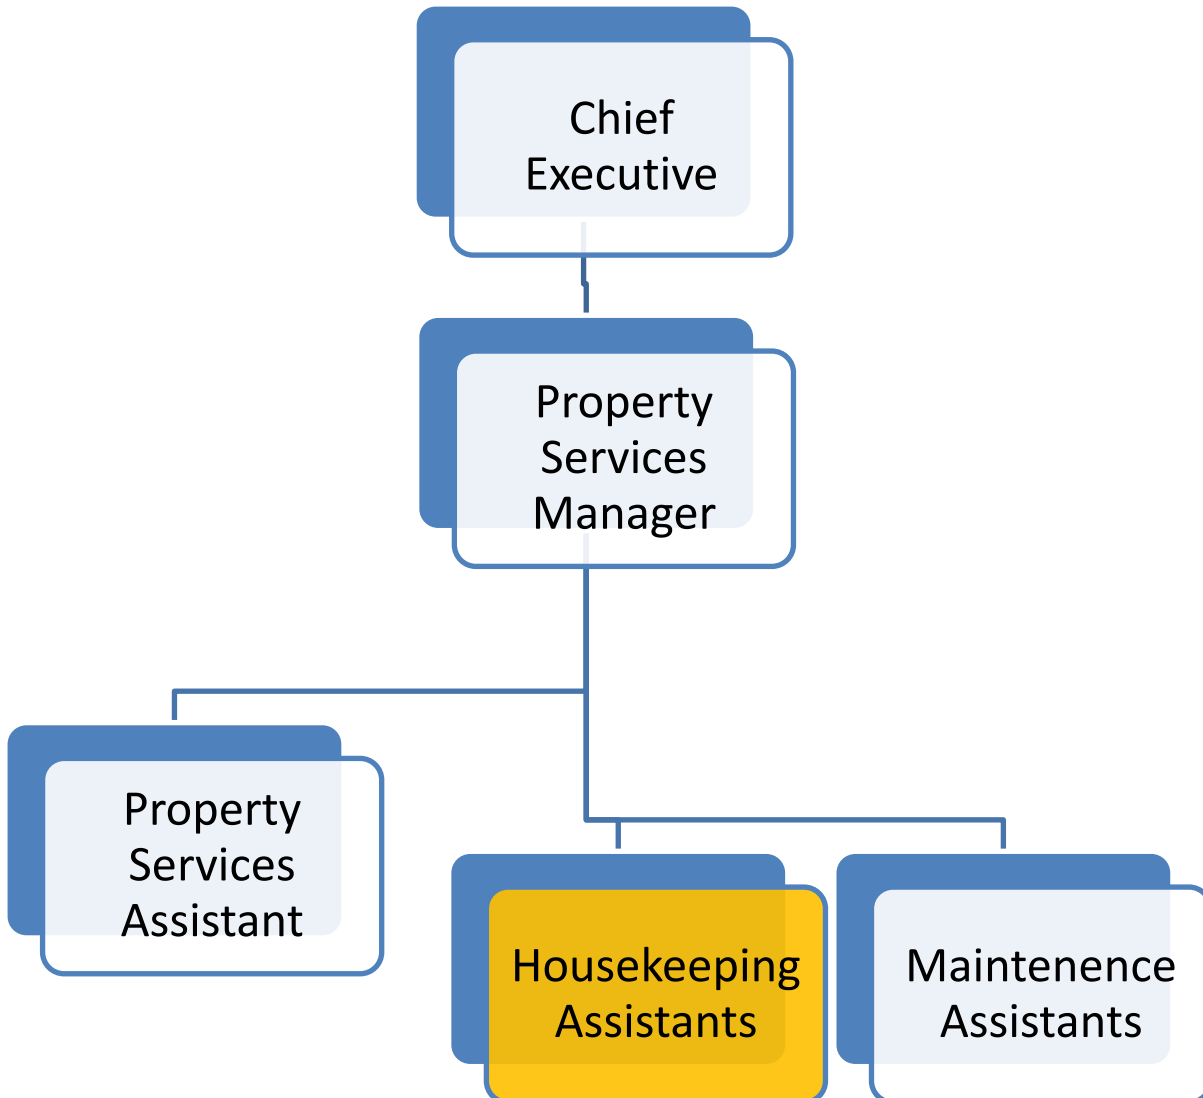 Chief
Executive
Property
Services
Manager
Property
Services
Assistant
Housekeeping
Assistants
Maintenence
Assistants